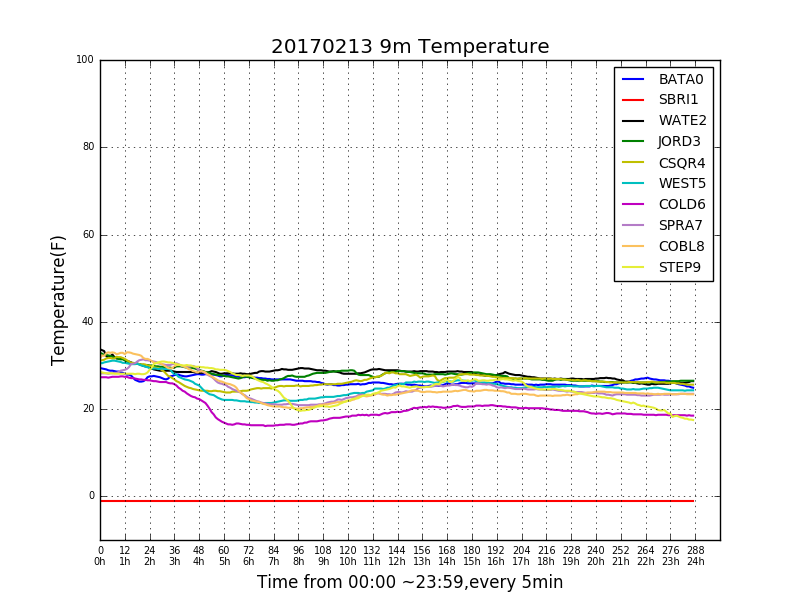 20170213 9m Temperature
100
80
60
40
20
0
Temperature(F)
BATA0
SBRI1
WATE2
JORD3
CSQR4
WEST5
COLD6
SPRA7
COBL8
STEP9
0 12 24 36 48 60 72 84 96 108 120 132 144 156 168 180 192 204 216 228 240 252 264 276 288
0h 1h 2h 3h 4h 5h 6h 7h 8h 9h 10h 11h 12h 13h 14h 15h 16h 17h 18h 19h 20h 21h 22h 23h 24h
Time from 00:00 ~23:59,every 5min